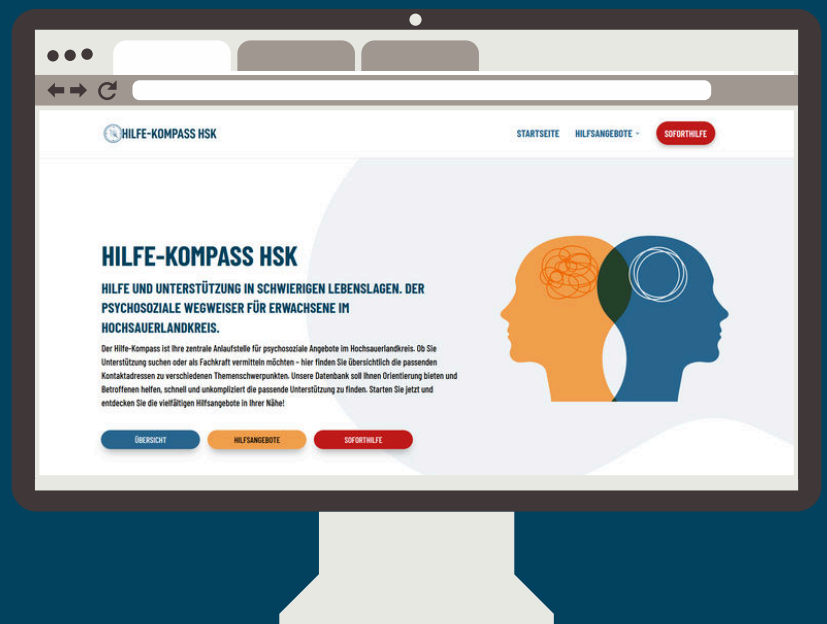 HILFE-KOMPASS HSK
STARTSEITE HILFSANGEBOTE SOFORTHILFE
HILFE-KOMPASS HSK
HILFE UND UNTERSTÜTZUNG IN SCHWIERIGEN LEBENSLAGEN. DER
PSYCHOSOZIALE WEGWEISER FÜR ERWACHSENE IM
HOCHSAUERLANDKREIS.
Der Hilfe-Kompass ist Ihre zentrale Anlaufstelle für psychosoziale Angebote im Hochsauerlandkreis. Ob Sie
Unterstützung suchen oder als Fachkraft vermitteln möchten – hier finden Sie übersichtlich die passenden
Kontaktadressen zu verschiedenen Themenschwerpunkten. Unsere Datenbank soll Ihnen Orientierung bieten und
Betroffenen helfen, schnell und unkompliziert die passende Unterstützung zu finden. Starten Sie jetzt und
entdecken Sie die vielfältigen Hilfsangebote in Ihrer Nähe!
ÜBERSICHT HILFSANGEBOTE SOFORTHILFE